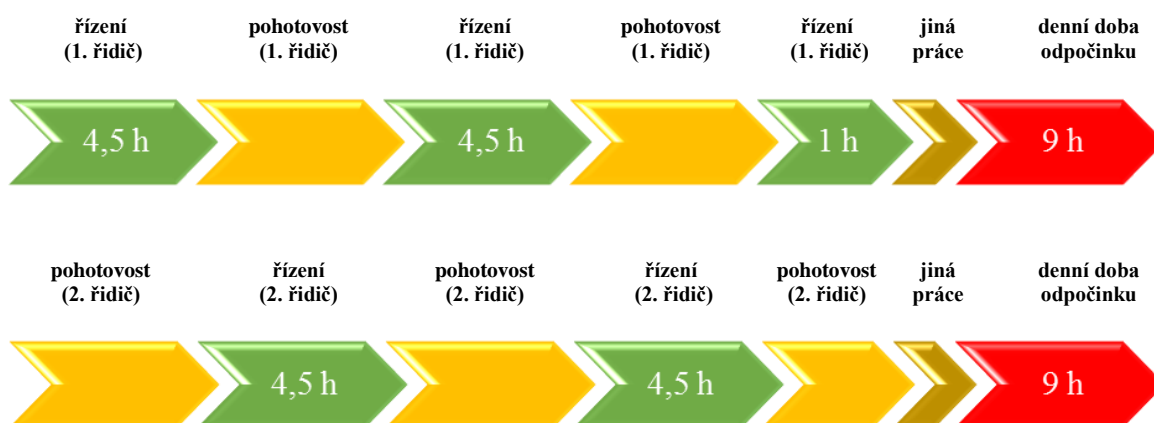 řízení pohotovost řízení pohotovost řízení jiná denní doba
(1. řidič) (1. řidič) (1. řidič) (1. řidič) (1. řidič) práce odpočinku
4,5 h 4,5 h 1 h 9 h
pohotovost řízení pohotovost řízení pohotovost jiná denní doba
(2. řidič) (2. řidič) (2. řidič) (2. řidič) (2. řidič) práce odpočinku
4,5 h 4,5 h 9 h